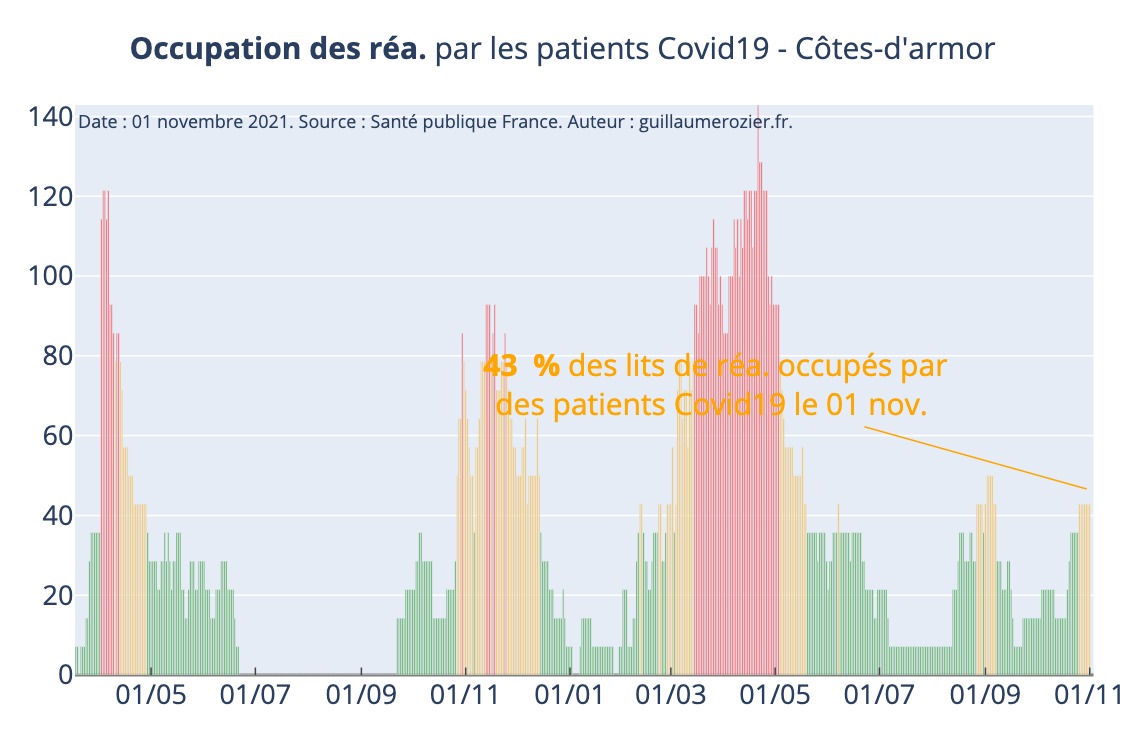 Occupation des réa. par les patients Covid19 - Côtes-d'armor
140
Date : 01 novembre 2021. Source : Santé publique France. Auteur : guillaumerozier.fr.
120
100
80
43 % des lits de réa. occupés par
des patients Covid19 le 01 nov.
60
40
20
0
01/05 01/07 01/09 01/11 01/01 01/03 01/05 01/07 01/09 01/11